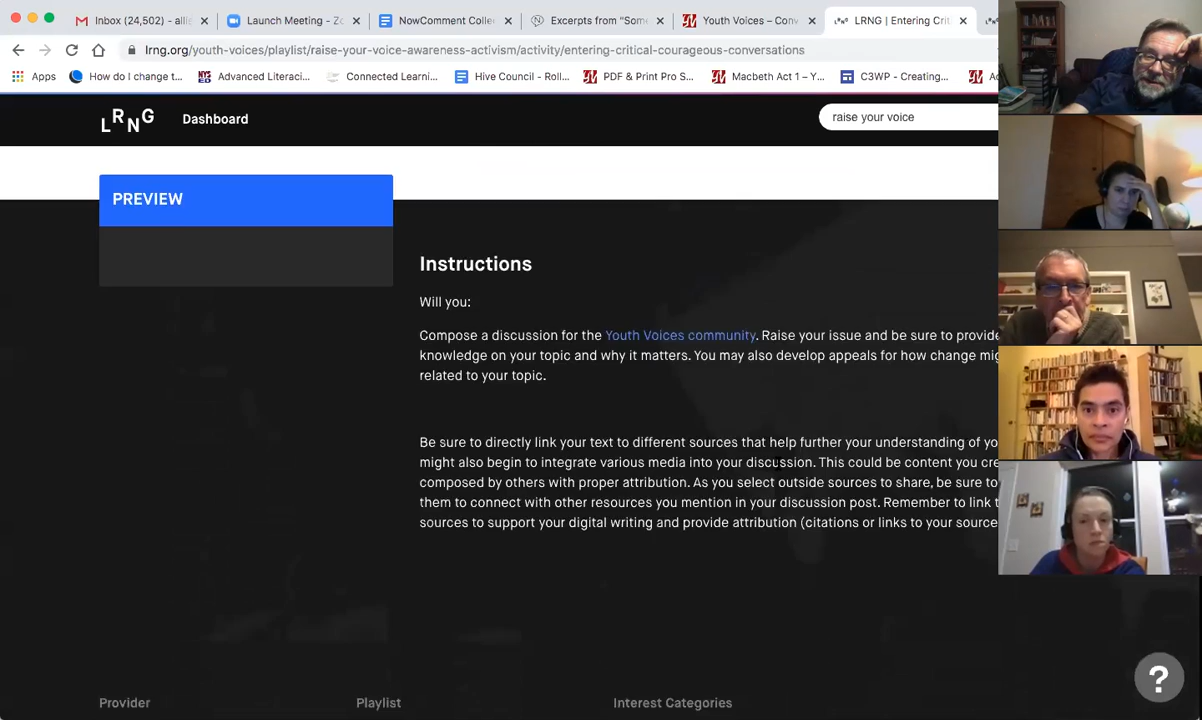 Inbox (24,502) - alli
Launch Meeting - Zo
NowComment Collec
Excerpts from "Some
Youth Voices – Conv
LRNG | Entering Crit
lrng.org/youth-voices/playlist/raise-your-voice-awareness-activism/activity/entering-critical-courageous-conversations
Apps
How do I change t...
Advanced Literaci...
Connected Learni...
Hive Council - Roll...
PDF & Print Pro S...
Macbeth Act 1 – Y...
C3WP - Creating...
LRNG
Dashboard
raise your voice
PREVIEW
Instructions
Will you:
Compose a discussion for the Youth Voices community. Raise your issue and be sure to provide
knowledge on your topic and why it matters. You may also develop appeals for how change mig
related to your topic.
Be sure to directly link your text to different sources that help further your understanding of yo
might also begin to integrate various media into your discussion. This could be content you cre
composed by others with proper attribution. As you select outside sources to share, be sure to
them to connect with other resources you mention in your discussion post. Remember to link t
sources to support your digital writing and provide attribution (citations or links to your source
?
Provider
Playlist
Interest Categories